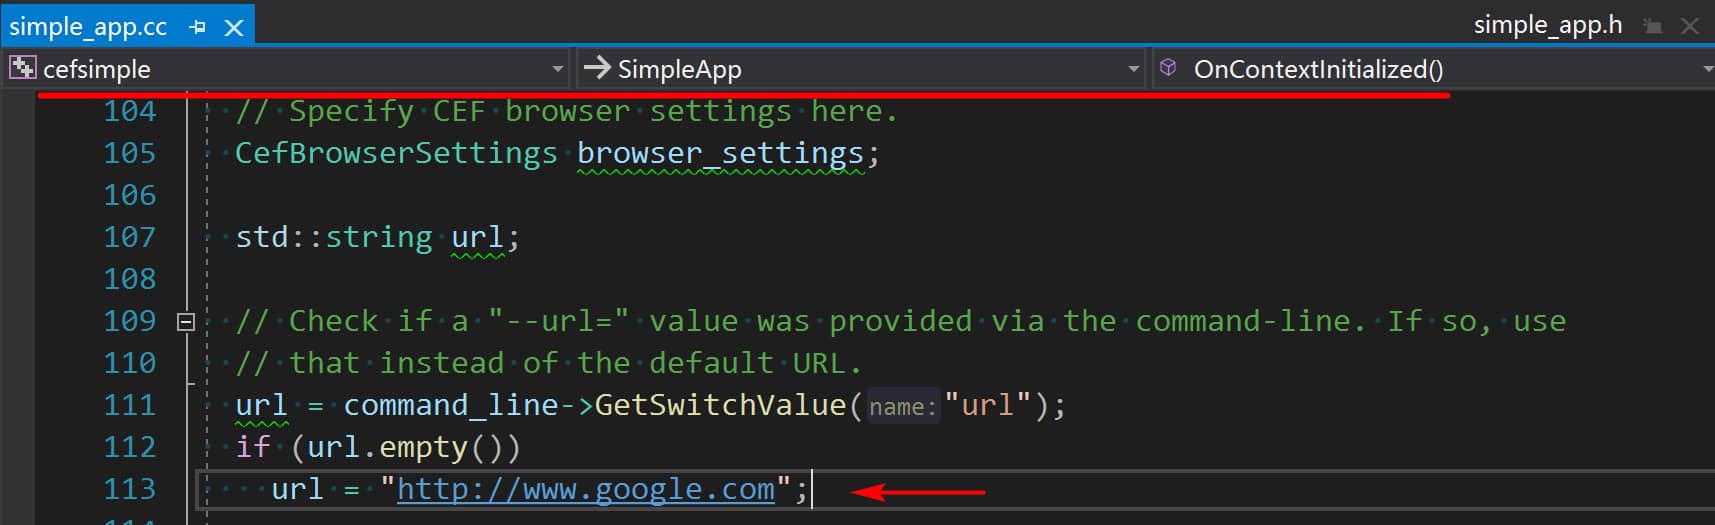 simple_app.cc simple_app.h
cefsimple SimpleApp OnContextInitialized()
104 // Specify CEF browser settings here.
105 CefBrowserSettings browser_settings;
106
107 std::string url;
108
109 // Check if a "--url=" value was provided via the command-line. If so, use
110 // that instead of the default URL.
111 url = command_line->GetSwitchValue(name:"url");
112 if (url.empty())
113 url = "http://www.google.com";
114